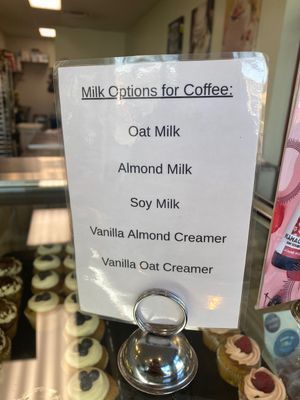 Milk Options for Coffee:
Oat Milk
Almond Milk
Soy Milk
Vanilla Almond Creamer
Vanilla Oat Creamer